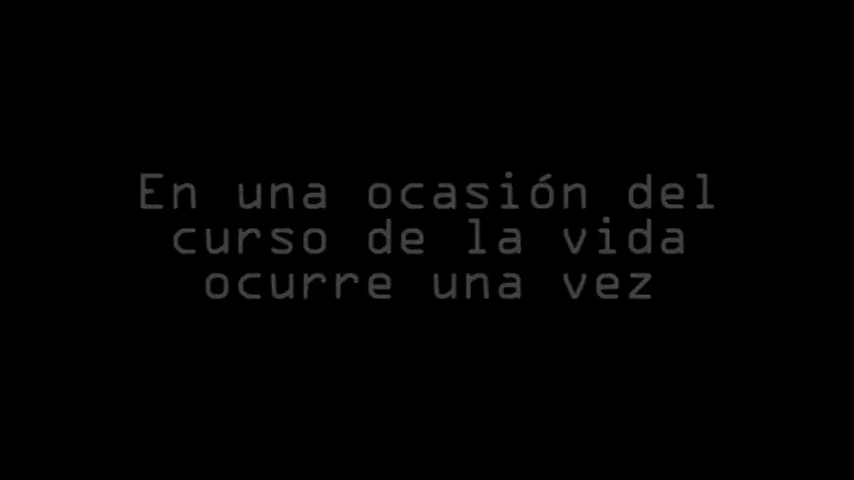 En una ocasión del
curso de la vida
ocurre una vez